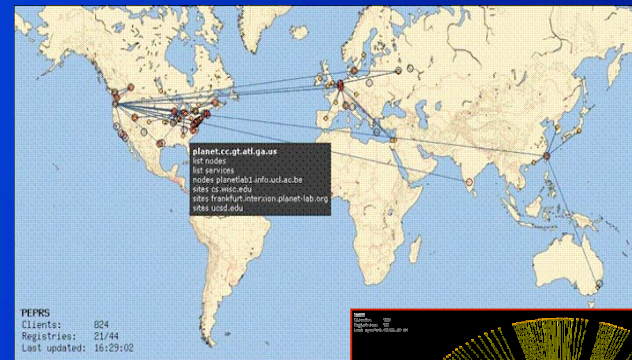 planet.cc.gt.atl.ga.us
list nodes
list services
nodes planetlab1.info.ucl.ac.be
sites cs.wisc.edu
sites frankfurt.interxion.planet-lab.org
sites ucsd.edu
PEPRS
Clients: 824
Registries: 21/44
Last updated: 16:29:02